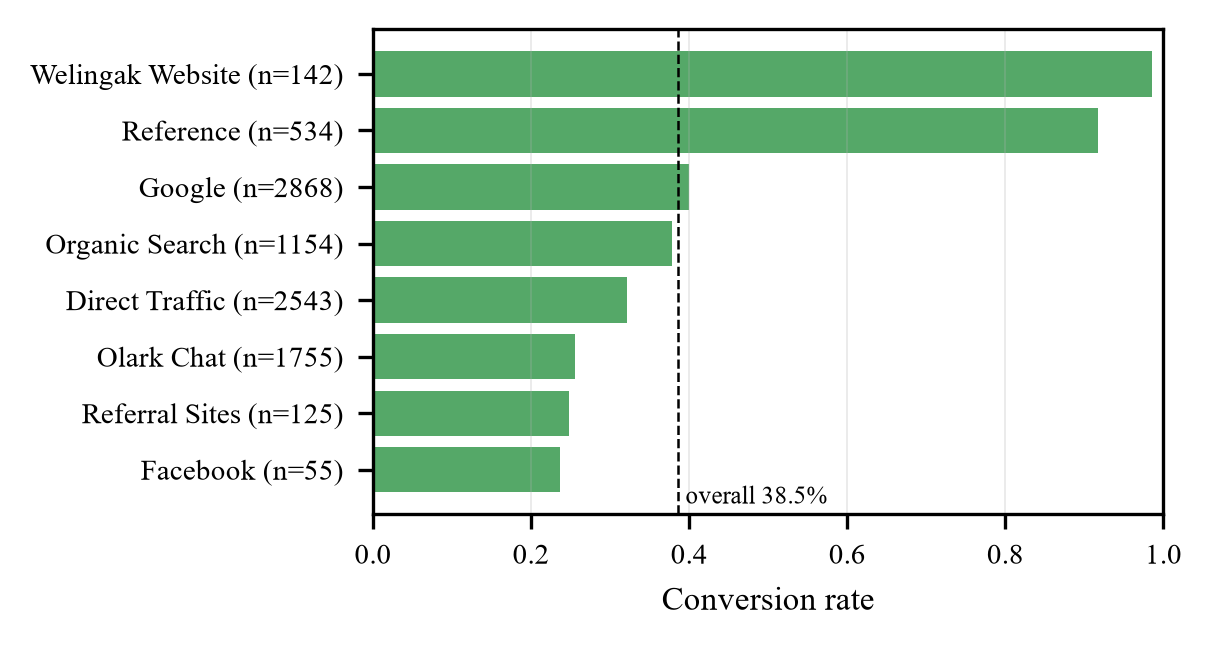 Welingak Website (n=142)
Reference (n=534)
Google (n=2868)
Organic Search (n=1154)
Direct Traffic (n=2543)
Olark Chat (n=1755)
Referral Sites (n=125)
Facebook (n=55)
overall 38.5%
0.0 0.2 0.4 0.6 0.8 1.0
Conversion rate